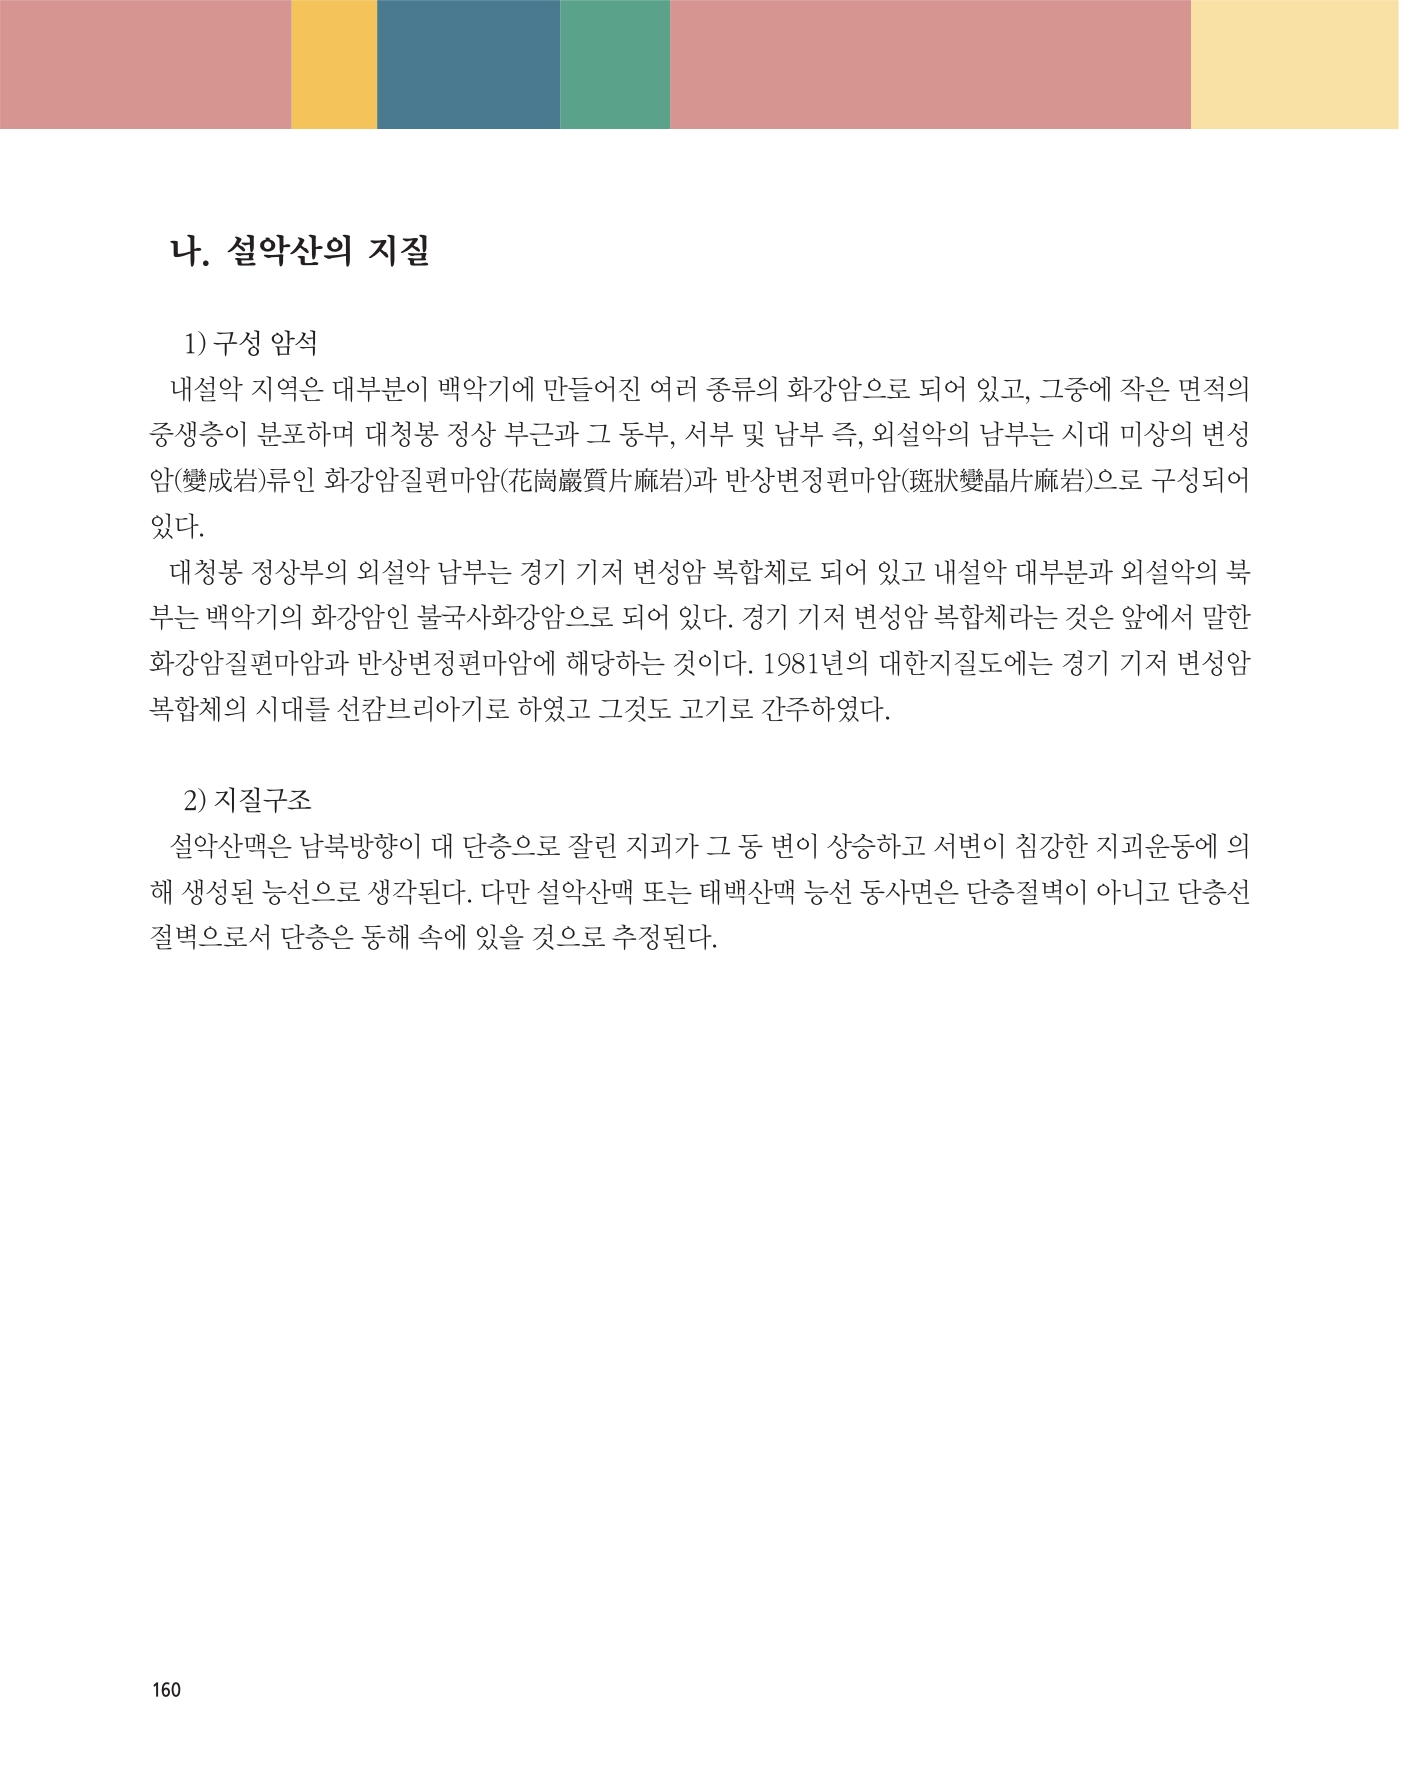 나. 설악산의 지질
1) 구성 암석
내설악 지역은 대부분이 백악기에 만들어진 여러 종류의 화강암으로 되어 있고, 그중에 작은 면적의
중생층이 분포하며 대청봉 정상 부근과 그 동부, 서부 및 남부 즉, 외설악의 남부는 시대 미상의 변성
암(變成岩)류인 화강암질편마암(花崗巖質片麻岩)과 반상변정편마암(斑狀變晶片麻岩)으로 구성되어
있다.
대청봉 정상부의 외설악 남부는 경기 기저 변성암 복합체로 되어 있고 내설악 대부분과 외설악의 북
부는 백악기의 화강암인 불국사화강암으로 되어 있다. 경기 기저 변성암 복합체라는 것은 앞에서 말한
화강암질편마암과 반상변정편마암에 해당하는 것이다. 1981년의 대한지질도에는 경기 기저 변성암
복합체의 시대를 선캄브리아기로 하였고 그것도 고기로 간주하였다.
2) 지질구조
설악산맥은 남북방향이 대 단층으로 잘린 지괴가 그 동 변이 상승하고 서변이 침강한 지괴운동에 의
해 생성된 능선으로 생각된다. 다만 설악산맥 또는 태백산맥 능선 동사면은 단층절벽이 아니고 단층선
절벽으로서 단층은 동해 속에 있을 것으로 추정된다.
160